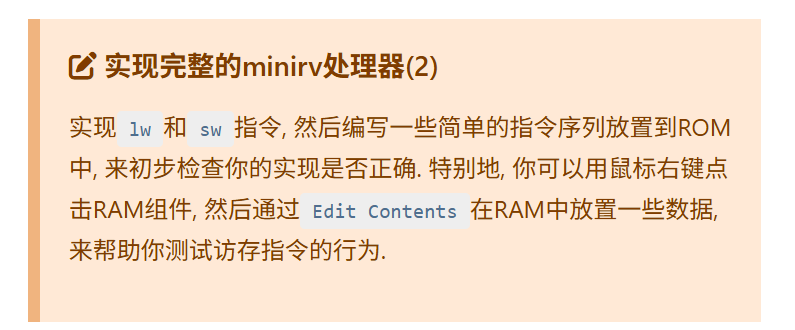 实现完整的minirv处理器(2)
实现 lw 和 sw 指令, 然后编写一些简单的指令序列放置到ROM
中, 来初步检查你的实现是否正确. 特别地, 你可以用鼠标右键点
击RAM组件, 然后通过 Edit Contents 在RAM中放置一些数据,
来帮助你测试访存指令的行为.